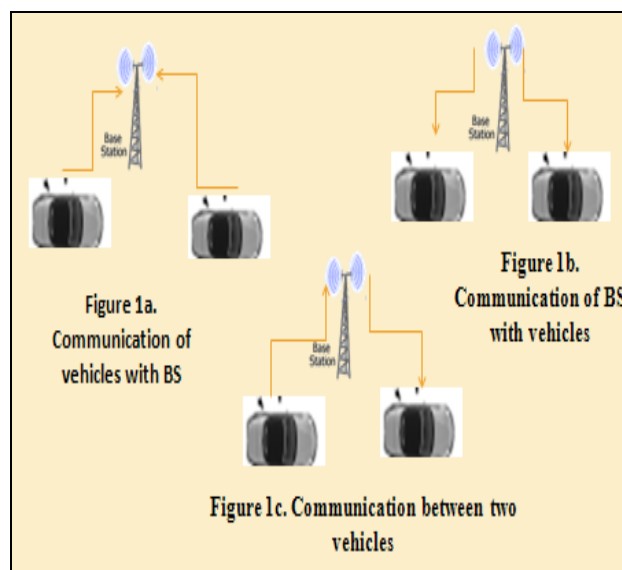 Base
Station
Figure 1a.
Communication of
vehicles with BS
Base
Station
Figure 1b.
Communication of BS
with vehicles
Base
Station
Figure 1c. Communication between two
vehicles